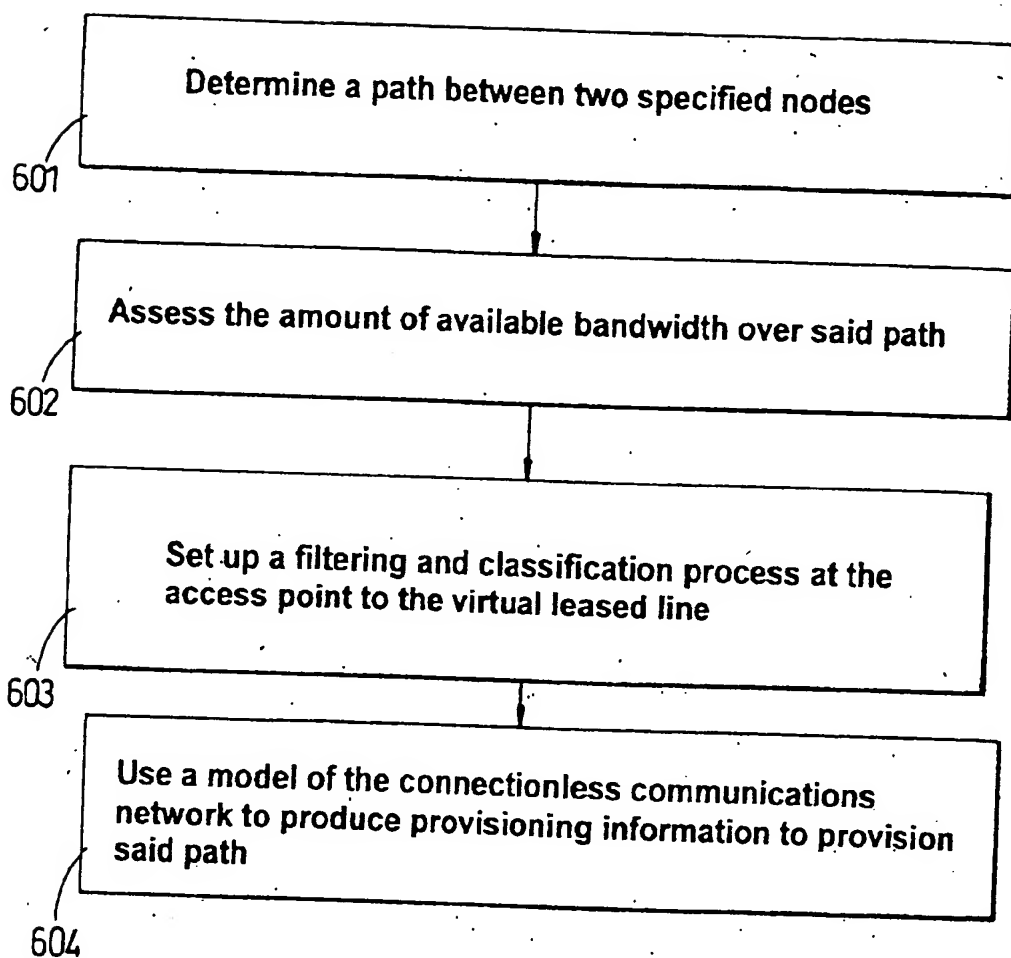 Determine a path between two specified nodes
601
Assess the amount of available bandwidth over said path
602
Set up a filtering and classification process at the
access point to the virtual leased line
603
Use a model of the connectionless communications
network to produce provisioning information to provision
said path
604